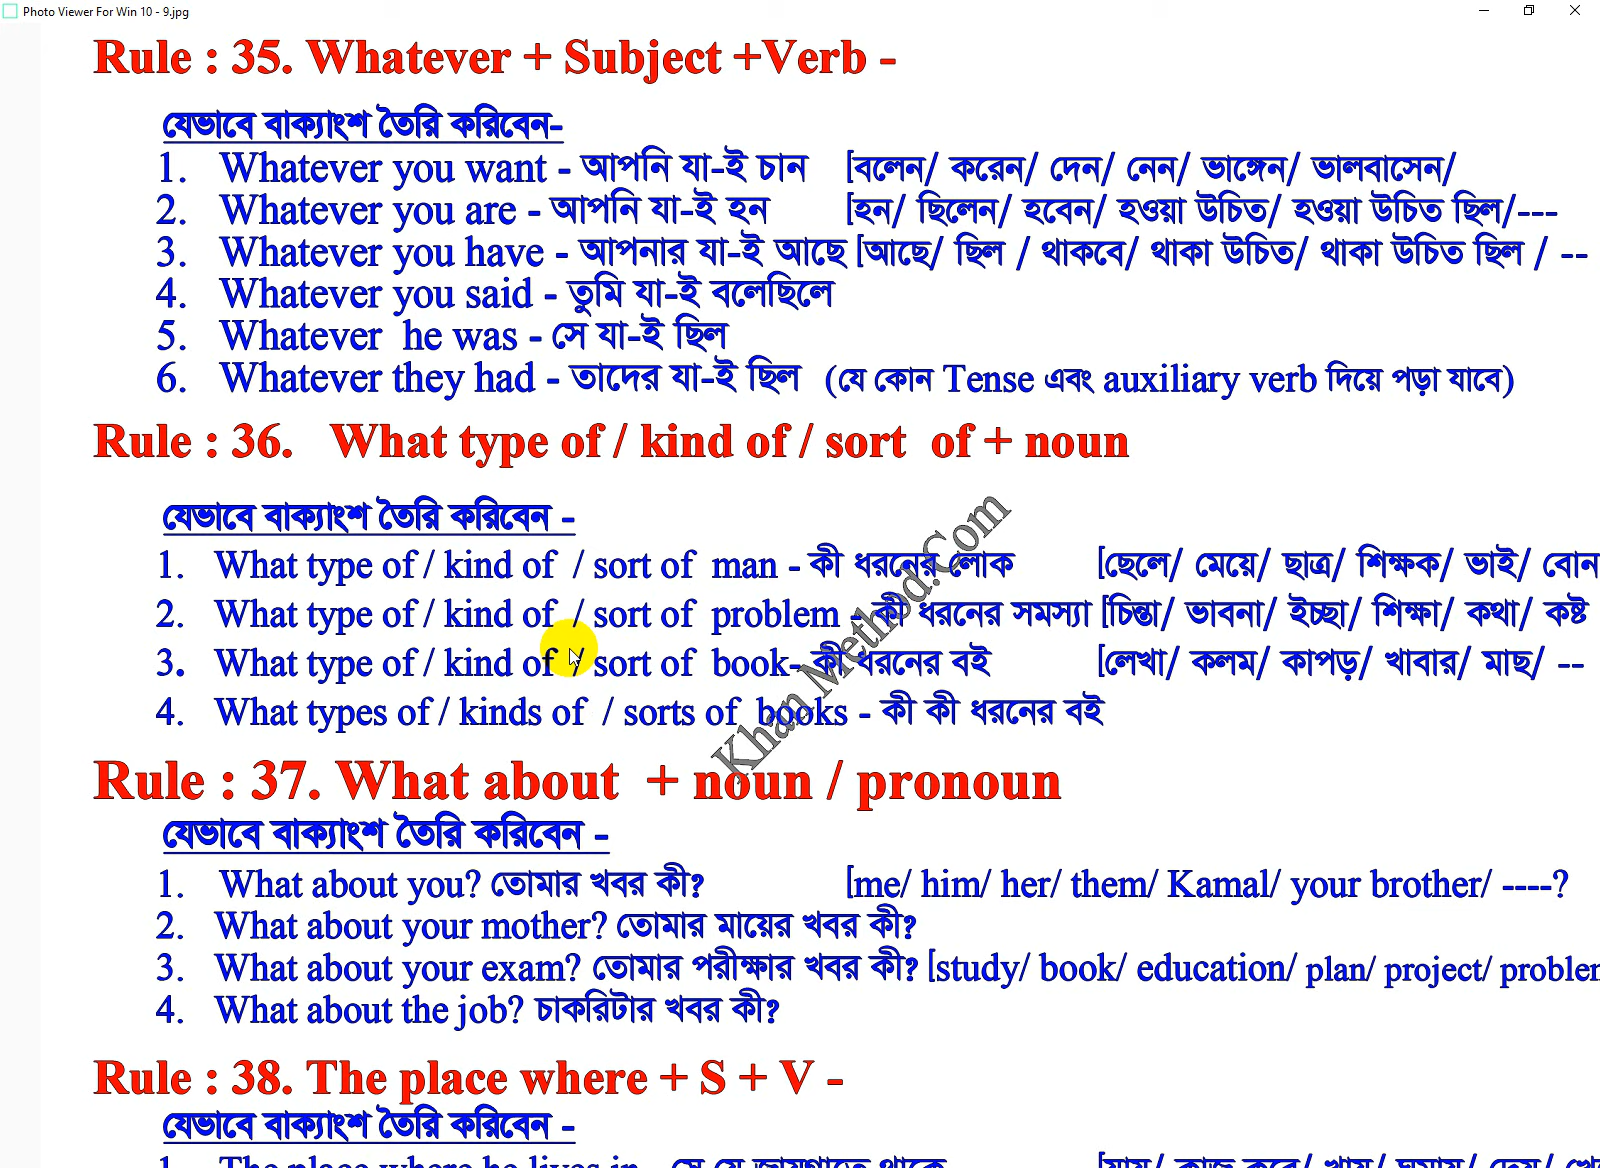 Photo Viewer For Win 10 - 9.jpg
Rule : 35. Whatever + Subject +Verb -
যেভাবে বাক্যাংশ তৈরি করিবেন-
1. Whatever you want - আপনি যা-ই চান [বলেন/ করেন/ দেন/ নেন/ ভাঙ্গেন/ ভালবাসেন/
2. Whatever you are - আপনি যা-ই হন [হন/ ছিলেন/ হবেন/ হওয়া উচিত/ হওয়া উচিত ছিল/---
3. Whatever you have - আপনার যা-ই আছে [আছে/ ছিল / থাকবে/ থাকা উচিত/ থাকা উচিত ছিল / --
4. Whatever you said - তুমি যা-ই বলেছিলে
5. Whatever he was - সে যা-ই ছিল
6. Whatever they had - তাদের যা-ই ছিল (যে কোন Tense এবং auxiliary verb দিয়ে পড়া যাবে)
Rule : 36. What type of / kind of / sort of + noun
যেভাবে বাক্যাংশ তৈরি করিবেন -
1. What type of / kind of / sort of man - কী ধরনের লোক [ছেলে/ মেয়ে/ ছাত্র/ শিক্ষক/ ভাই/ বোন
2. What type of / kind of / sort of problem - কী ধরনের সমস্যা [চিন্তা/ ভাবনা/ ইচ্ছা/ শিক্ষা/ কথা/ কষ্ট
3. What type of / kind of / sort of book- কী ধরনের বই [লেখা/ কলম/ কাপড়/ খাবার/ মাছ/ --
4. What types of / kinds of / sorts of books - কী কী ধরনের বই
Khan Method.Com
Rule : 37. What about + noun / pronoun
যেভাবে বাক্যাংশ তৈরি করিবেন -
1. What about you? তোমার খবর কী? [me/ him/ her/ them/ Kamal/ your brother/ ----?
2. What about your mother? তোমার মায়ের খবর কী?
3. What about your exam? তোমার পরীক্ষার খবর কী? [study/ book/ education/ plan/ project/ problem
4. What about the job? চাকরিটার খবর কী?
Rule : 38. The place where + S + V -
যেভাবে বাক্যাংশ তৈরি করিবেন -
1. The place where he lives in - সে যে জায়গাতে থাকে